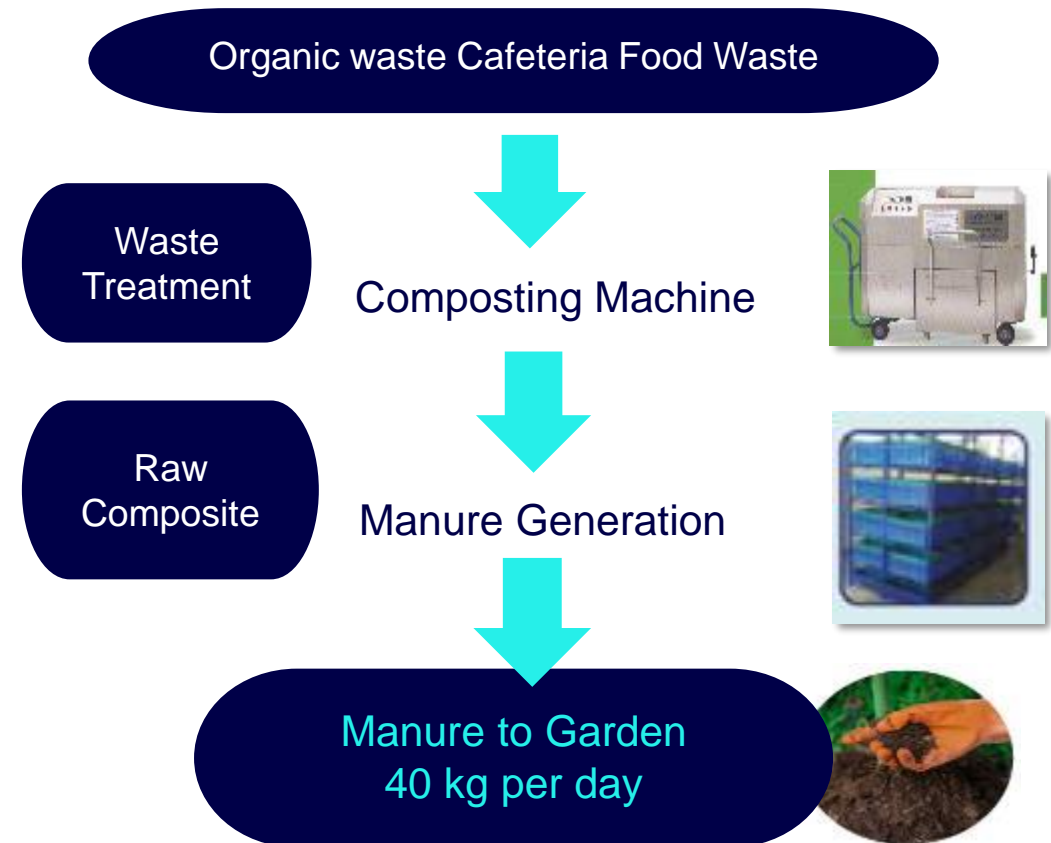 Organic waste Cafeteria Food Waste
Waste
Treatment
Composting Machine
Raw
Composite
Manure Generation
Manure to Garden
40 kg per day